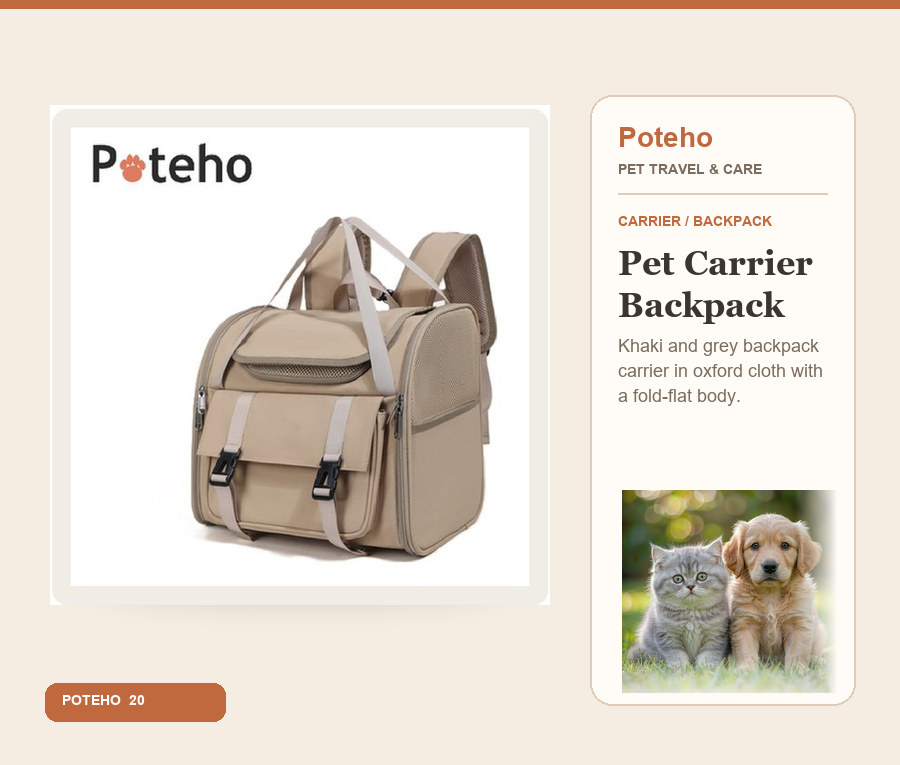 Poteho
Poteho
PET TRAVEL & CARE
CARRIER / BACKPACK
Pet Carrier
Backpack
Khaki and grey backpack
carrier in oxford cloth with
a fold-flat body.
POTEHO 20